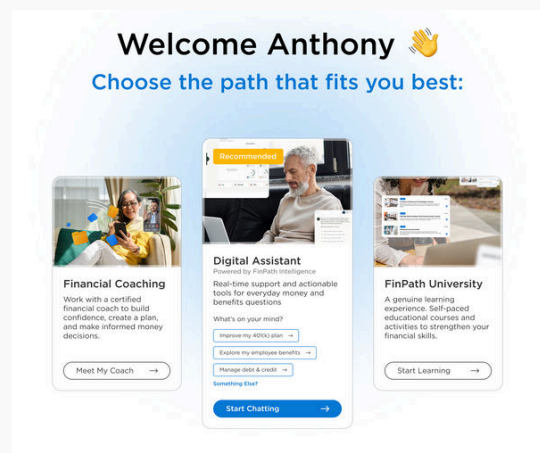 Welcome Anthony 👋
Choose the path that fits you best:
Recommended
Financial Coaching
Work with a certified
financial coach to build
confidence, create a plan,
and make informed money
decisions.
Meet My Coach →
Digital Assistant
Powered by FinPath Intelligence
Real-time support and actionable
tools for everyday money and
benefits questions
What's on your mind?
Improve my 401(k) plan →
Explore my employee benefits →
Manage debt & credit →
Something Else?
Start Chatting →
FinPath University
A genuine learning
experience. Self-paced
educational courses and
activities to strengthen your
financial skills.
Start Learning →